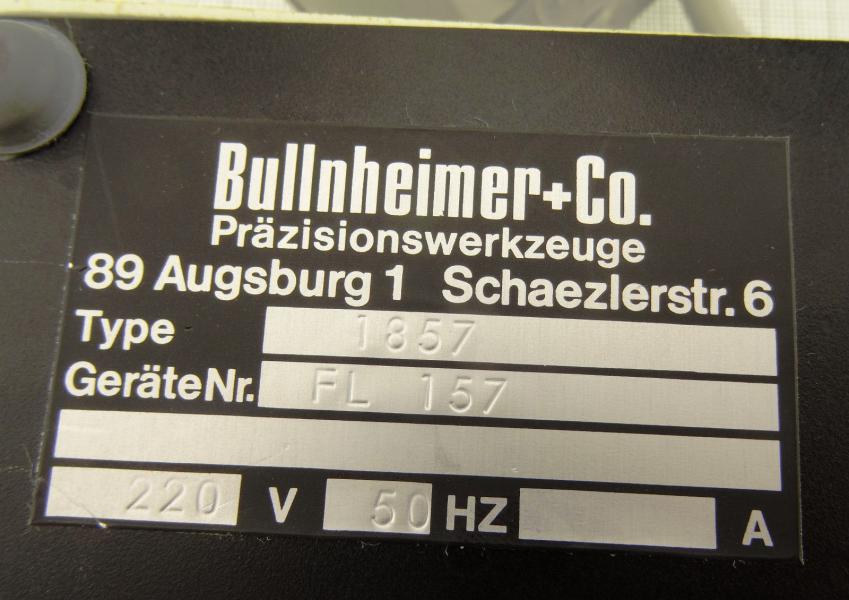 Bullnheimer+Co.
Präzisionswerkzeuge
89 Augsburg 1 Schaezlerstr. 6
Type 1857
GeräteNr. FL 157
220 V 50 HZ A